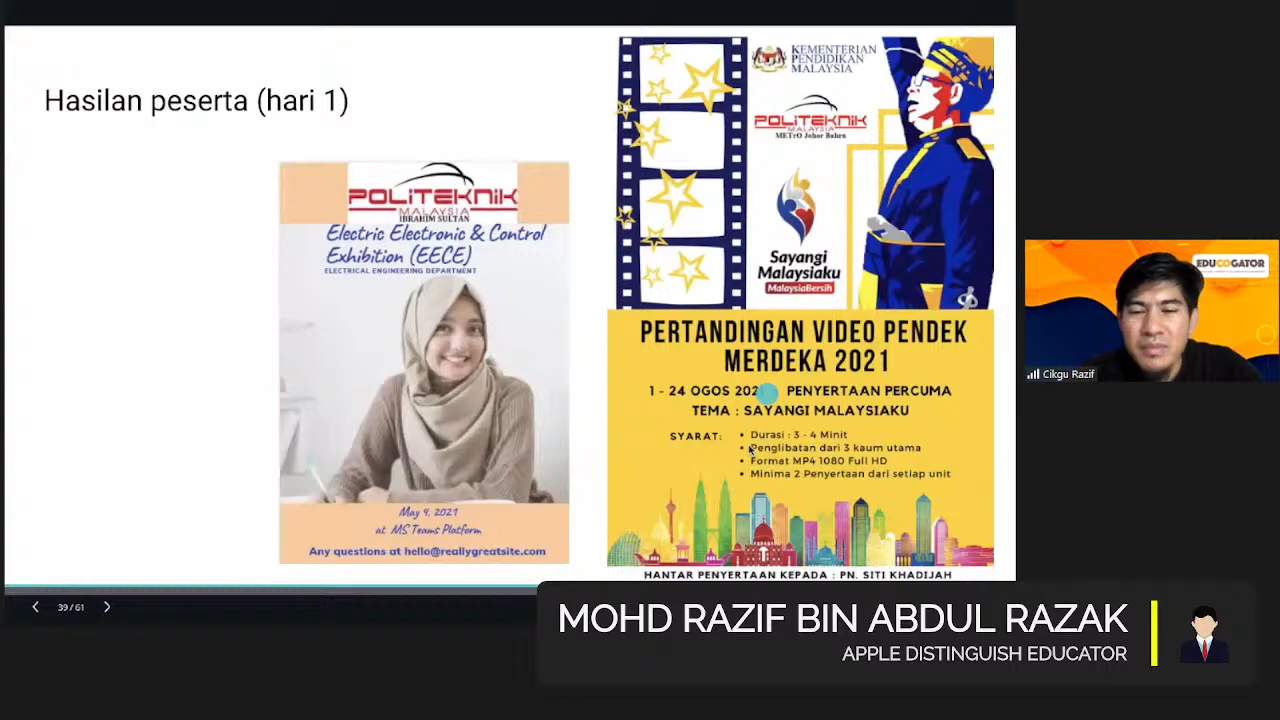 Hasilan peserta (hari 1)
POLITEKNIK
MALAYSIA
IBRAHIM SULTAN
Electric Electronic & Control
Exhibition (EECE)
ELECTRICAL ENGINEERING DEPARTMENT
May 9, 2021
at MS Teams Platform
Any questions at hello@reallygreatsite.com
KEMENTERIAN
PENDIDIKAN
MALAYSIA
POLITEKNIK
MALAYSIA
METrO Johor Bahru
Sayangi
Malaysiaku
MalaysiaBersih
PERTANDINGAN VIDEO PENDEK
MERDEKA 2021
1 - 24 OGOS 202 PENYERTAAN PERCUMA
TEMA : SAYANGI MALAYSIAKU
SYARAT:
• Durasi : 3 - 4 Minit
• Penglibatan dari 3 kaum utama
• Format MP4 1080 Full HD
• Minima 2 Penyertaan dari setiap unit
HANTAR PENYERTAAN KEPADA : PN. SITI KHADIJAH
39 / 61
EDUCOGATOR
Cikgu Razif
MOHD RAZIF BIN ABDUL RAZAK
APPLE DISTINGUISH EDUCATOR